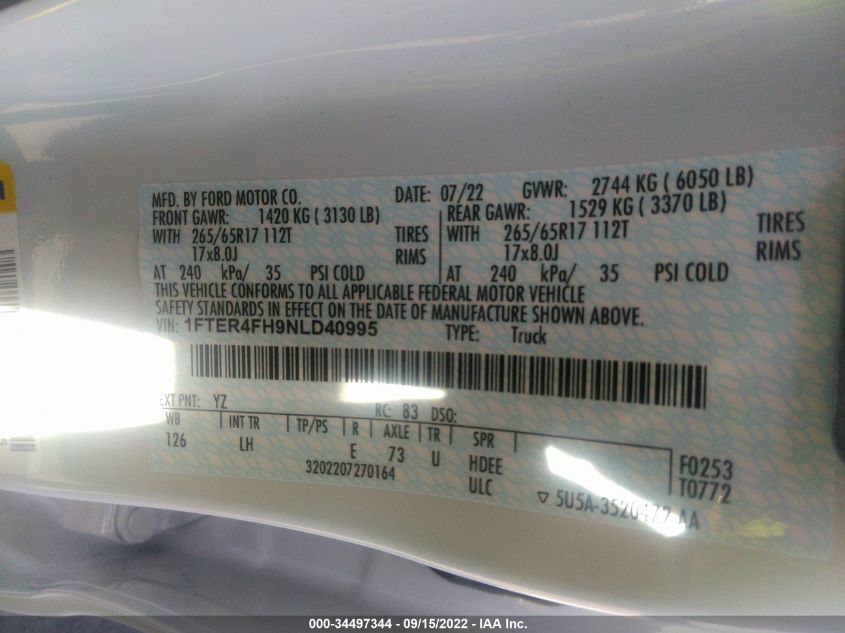 MFD. BY FORD MOTOR CO. DATE: 07/22 GVWR: 2744 KG ( 6050 LB)
FRONT GAWR: 1420 KG ( 3130 LB) REAR GAWR: 1529 KG ( 3370 LB)
WITH 265/65R17 112T TIRES WITH 265/65R17 112T TIRES
17x8.0J RIMS 17x8.0J RIMS
AT 240 kPa/ 35 PSI COLD AT 240 kPa/ 35 PSI COLD
THIS VEHICLE CONFORMS TO ALL APPLICABLE FEDERAL MOTOR VEHICLE
SAFETY STANDARDS IN EFFECT ON THE DATE OF MANUFACTURE SHOWN ABOVE.
VIN: 1FTER4FH9NLD40995 TYPE: Truck
EXT PNT: YZ RC: 83 DSO:
WB INT TR TP/PS R AXLE TR SPR
126 LH E 73 U HDEE F0253
3202207270164 ULC T0772
▽ 5U5A-3520472 AA
000-34497344 - 09/15/2022 - IAA Inc.